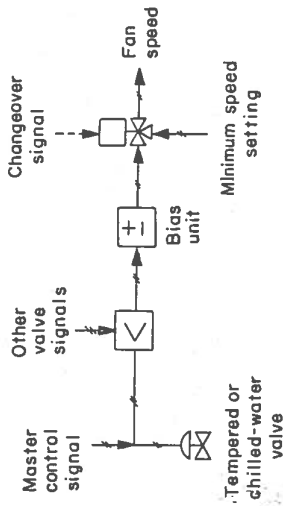 Changeover
signal
Fan
speed
Minimum speed
setting
±
Bias
unit
Other
valve
signals
<
Master
control
signal
Tempered or
chilled-water
valve